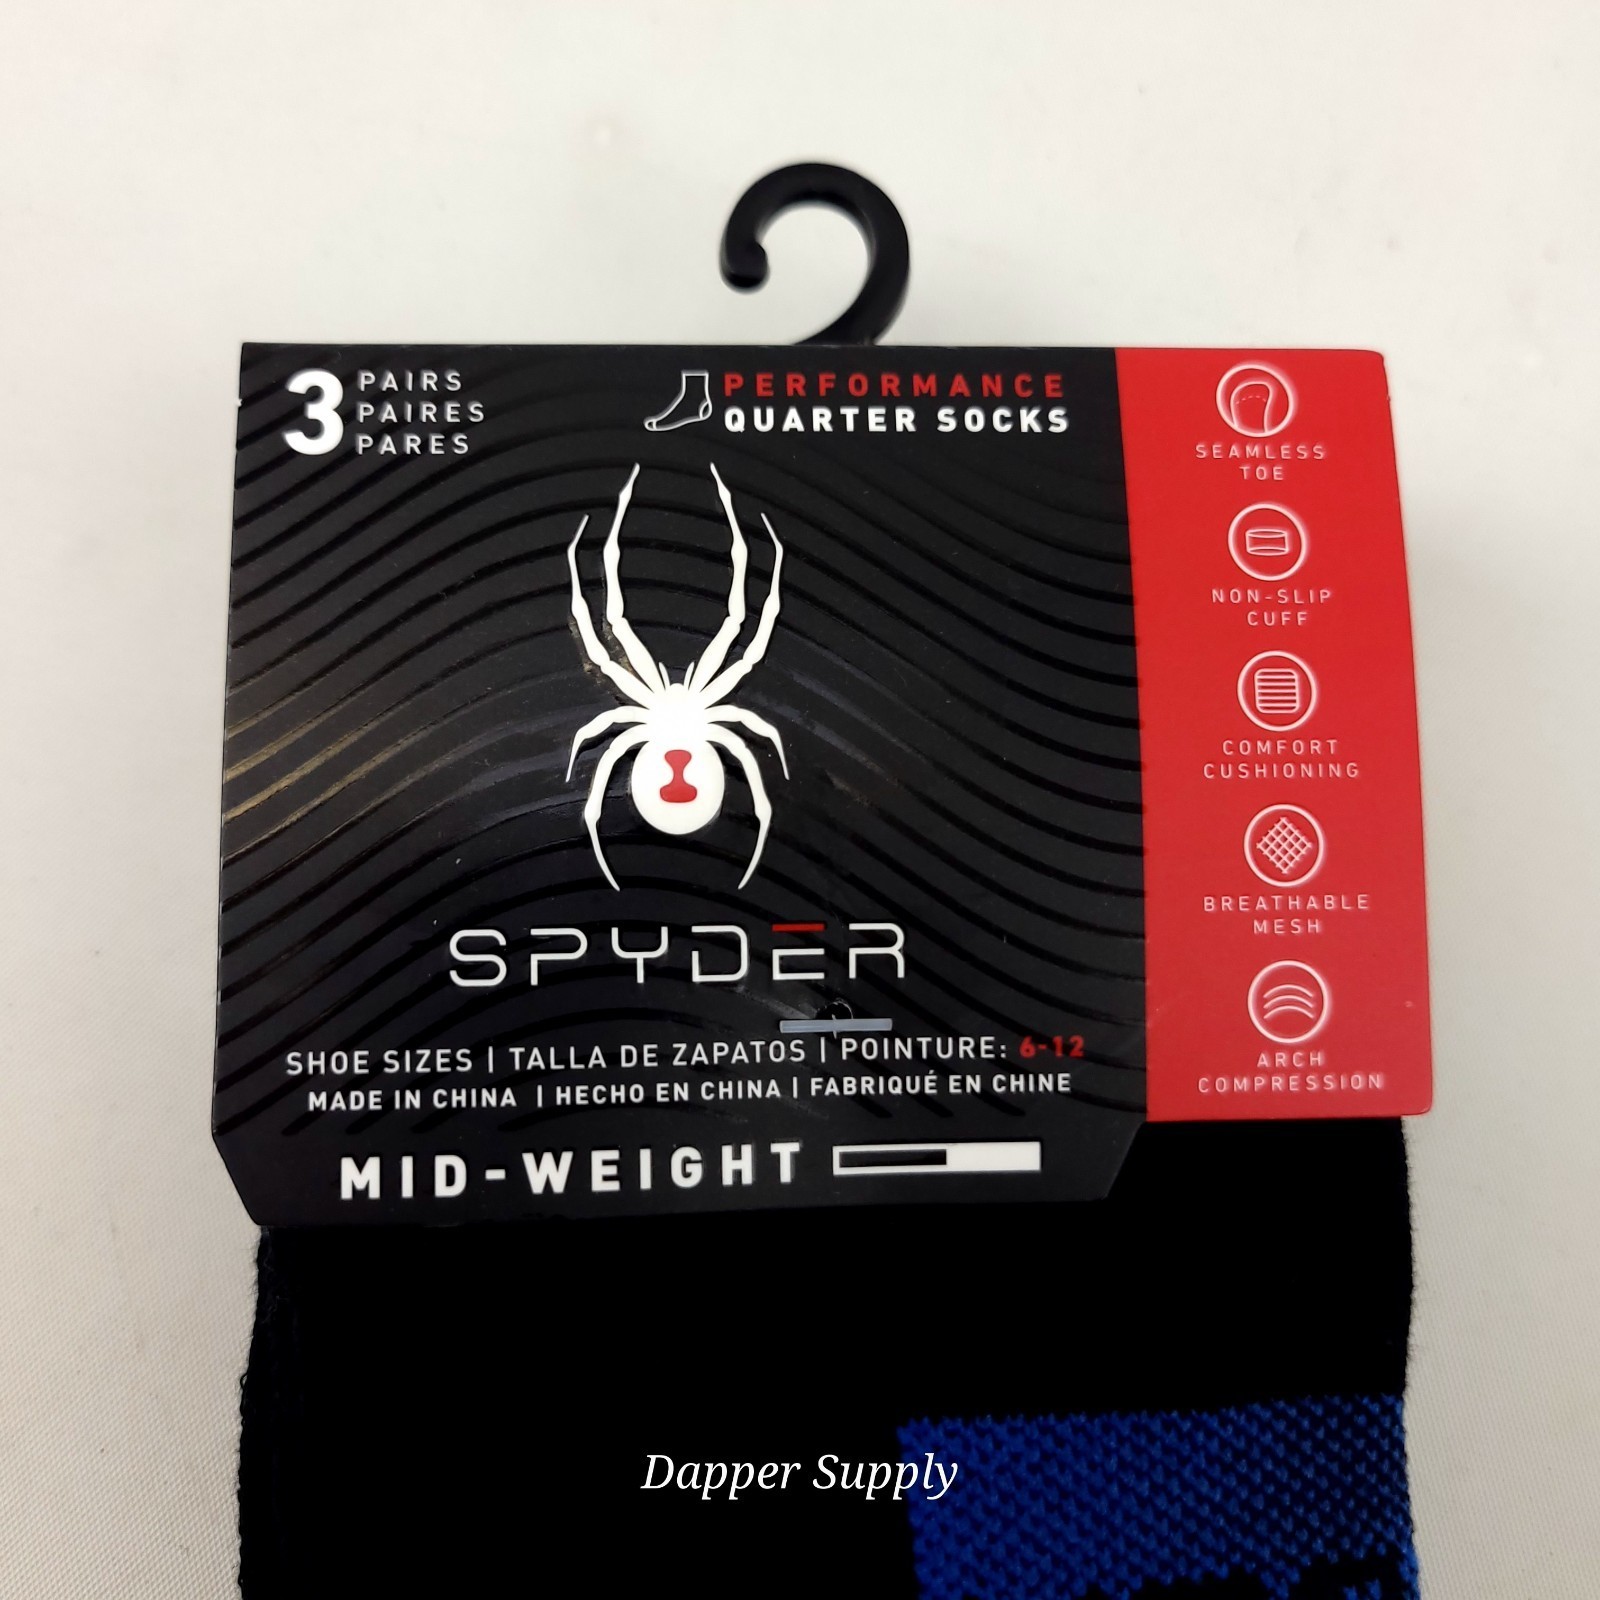 3 PAIRS
PAIRES
PARES
PERFORMANCE
QUARTER SOCKS
SPYDER
SHOE SIZES | TALLA DE ZAPATOS | POINTURE: 6-12
MADE IN CHINA | HECHO EN CHINA | FABRIQUÉ EN CHINE
MID-WEIGHT
SEAMLESS
TOE
NON-SLIP
CUFF
COMFORT
CUSHIONING
BREATHABLE
MESH
ARCH
COMPRESSION
Dapper Supply